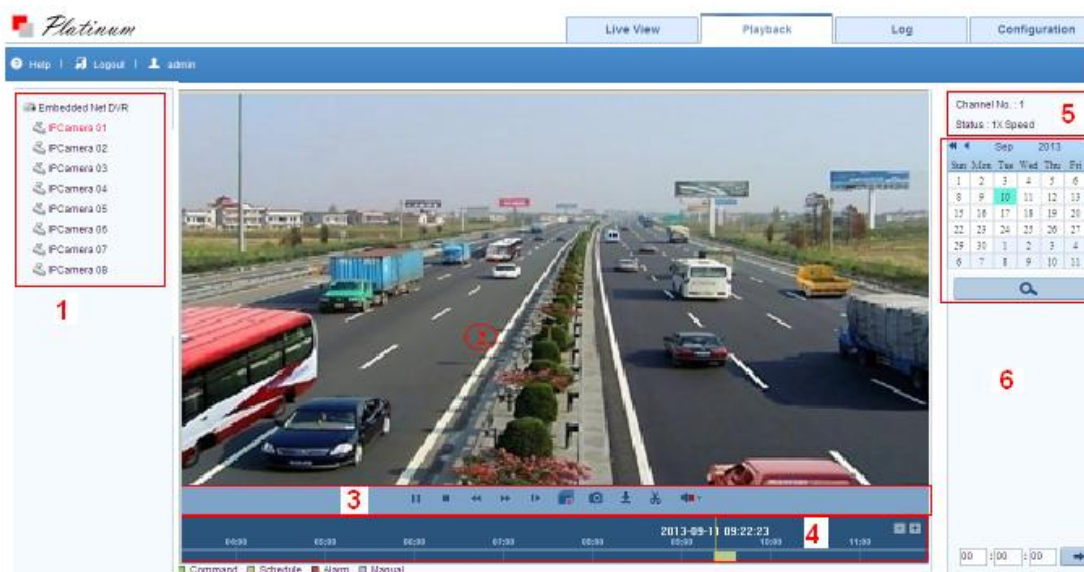 Platinum
Live View Playback Log Configuration
Help | Logout | admin
Embedded Net DVR
IPCamera 01
IPCamera 02
IPCamera 03
IPCamera 04
IPCamera 05
IPCamera 06
IPCamera 07
IPCamera 08
1
2
3
2013-09-11 09:22:23
4
04:00 05:00 06:00 07:00 08:00 09:00 10:00 11:00
Command Schedule Alarm Manual
Channel No. : 1
Status : 1X Speed
5
Sep 2013
Sun Mon Tue Wed Thu Fri
1 2 3 4 5 6
8 9 10 11 12 13
15 16 17 18 19 20
22 23 24 25 26 27
29 30 1 2 3 4
6 7 8 9 10 11
6
00 :00 :00